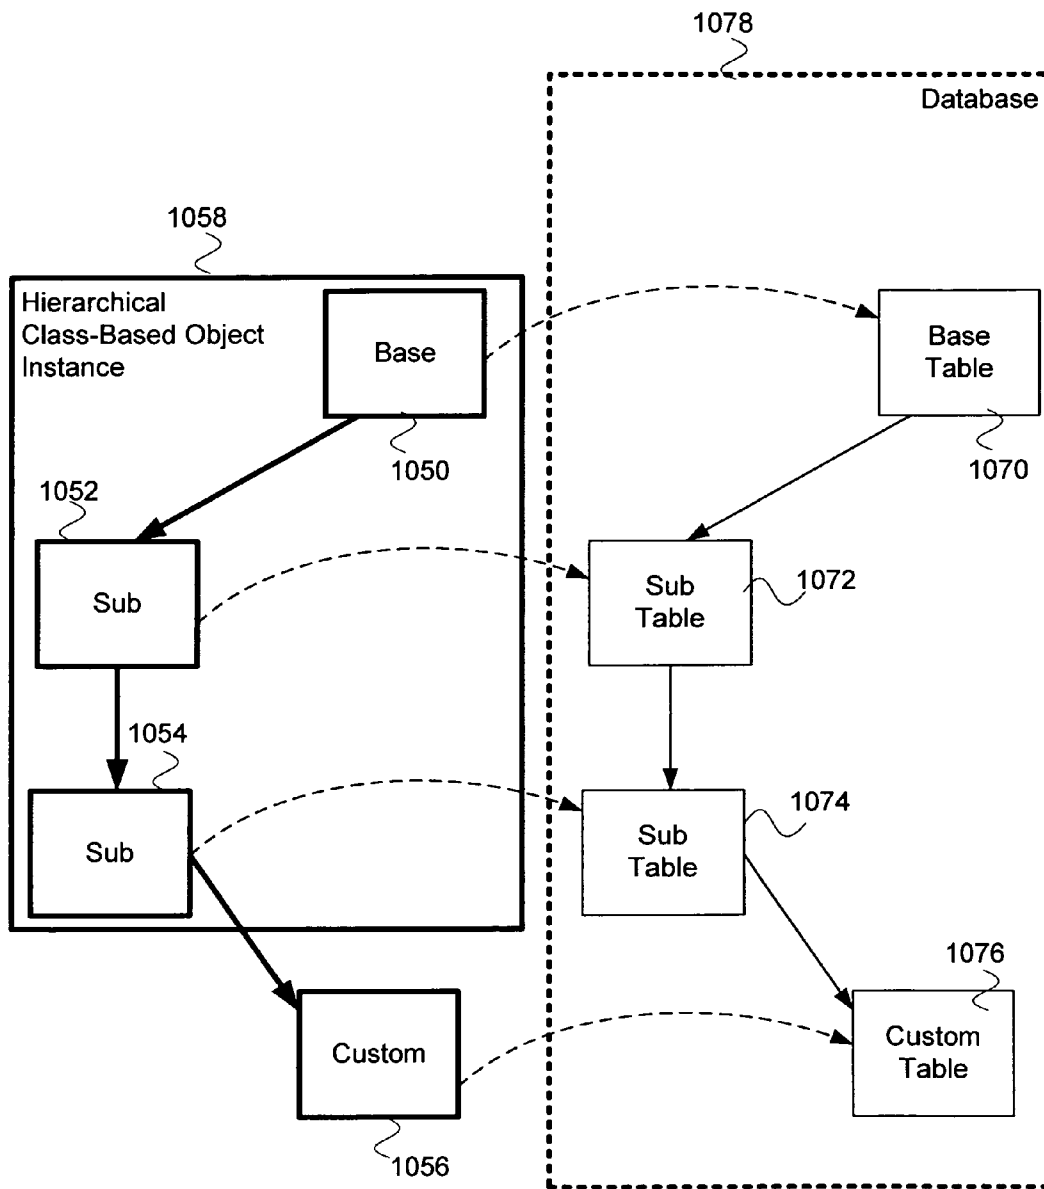 1078
Database
1058
Hierarchical
Class-Based Object
Instance
Base
Base
Table
1050
1070
1052
Sub
Sub
Table
1072
1054
Sub
Sub
Table
1074
1076
Custom
Custom
Table
1056